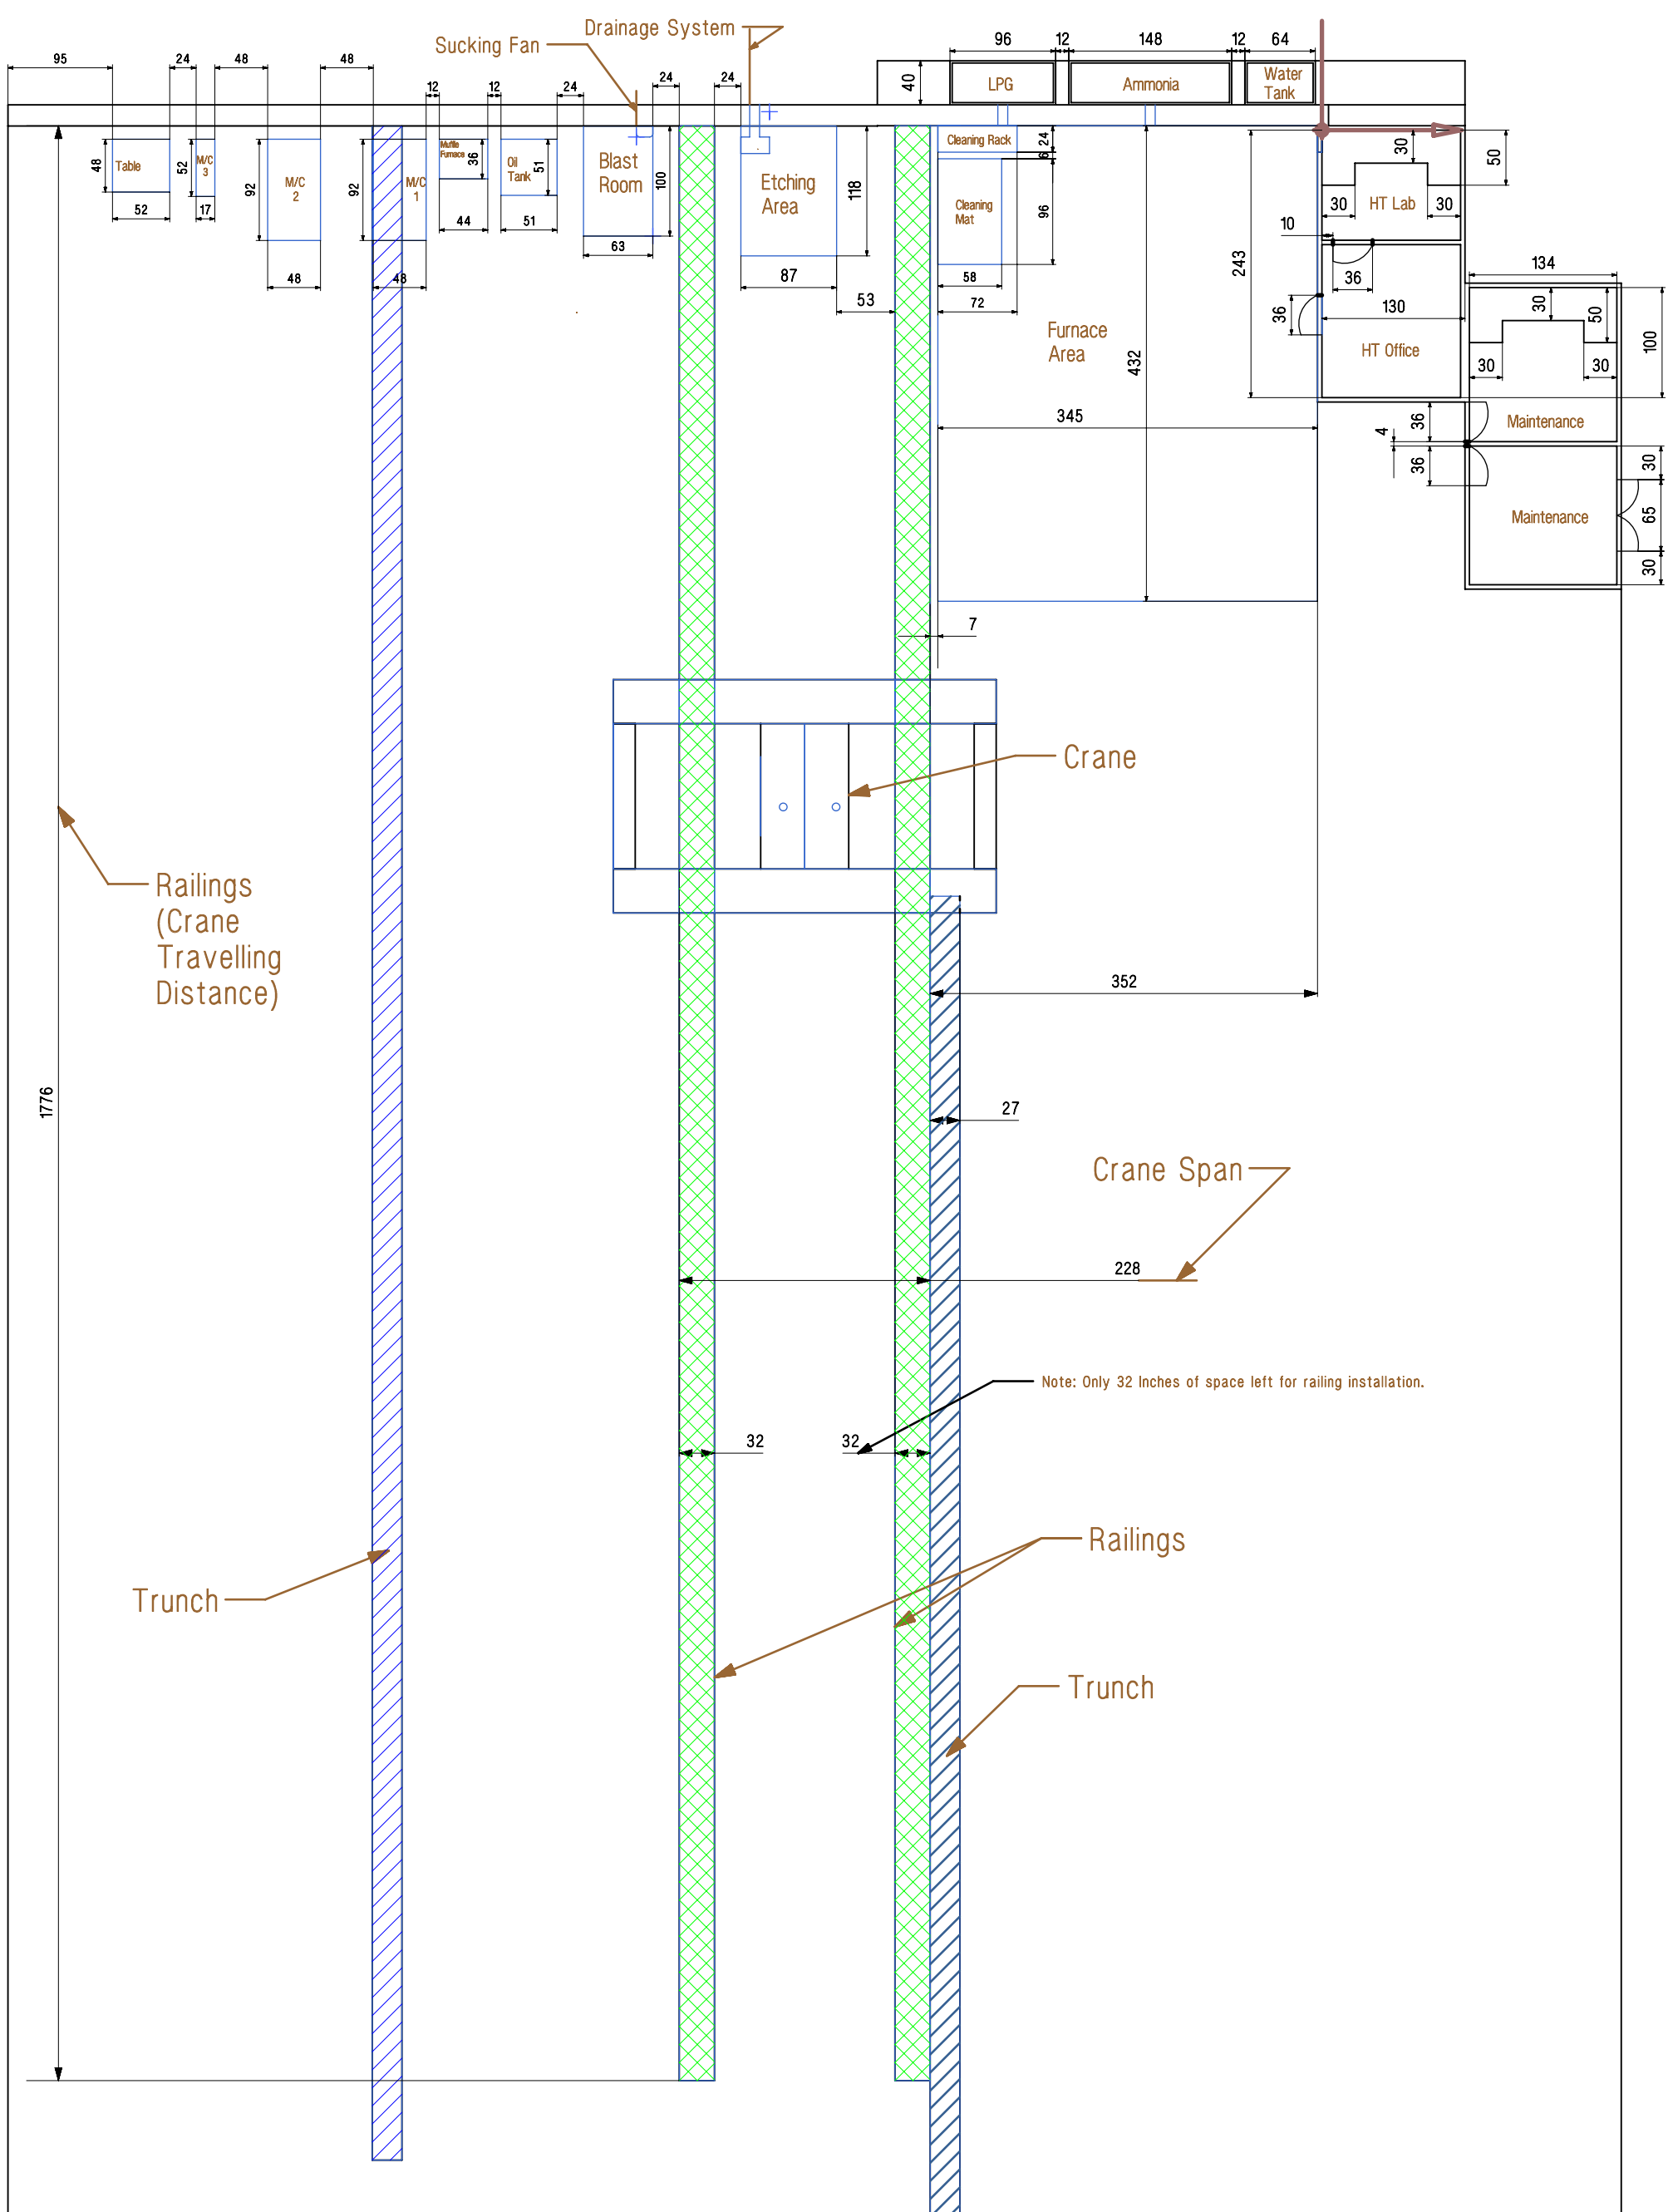 Drainage System
Sucking Fan
96 12 148 12 64
95 24 48 48 12 12 24 24 24
40
LPG
Ammonia
Water
Tank
48
Table
52
52
M/C
3
17
92
M/C
2
48
92
M/C
1
48
Muffle
Furnace
36
44
Oil
Tank
51
51
Blast
Room
100
63
Etching
Area
118
87
53
Cleaning Rack
24
6
Cleaning
Mat
96
58
72
Furnace
Area
432
345
243
30
50
30
HT Lab
30
10
36
36
130
HT Office
134
30
50
100
30
30
36
4
36
Maintenance
30
Maintenance
65
30
7
Crane
Railings
(Crane
Travelling
Distance)
352
1776
27
Crane Span
228
Note: Only 32 Inches of space left for railing installation.
32
32
Railings
Trunch
Trunch